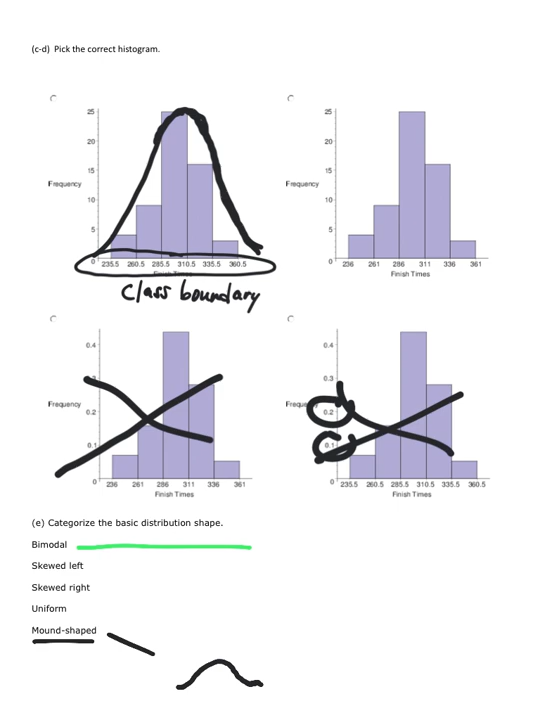 (c-d) Pick the correct histogram.
25
20
15
10
5
0
Frequency
235.5 260.5 285.5 310.5 335.5 360.5
Finish Times
Class boundary
25
20
15
10
5
0
Frequency
236 261 286 311 336 361
Finish Times
0.4
0.3
0.2
0.1
0
Frequency
236 261 286 311 336 361
Finish Times
0.4
0.3
0.2
0.1
0
235.5 260.5 285.5 310.5 335.5 360.5
Finish Times
(e) Categorize the basic distribution shape.
Bimodal
Skewed left
Skewed right
Uniform
Mound-shaped